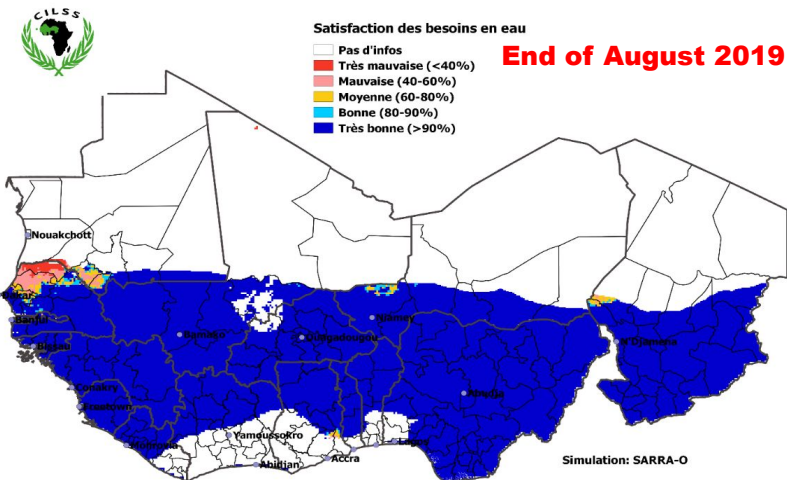 CILSS
Satisfaction des besoins en eau
Pas d'infos
Très mauvaise (<40%)
Mauvaise (40-60%)
Moyenne (60-80%)
Bonne (80-90%)
Très bonne (>90%)
End of August 2019
Nouakchott
Banjul
Bissau
Bamako
Niamey
Ouagadougou
N'Djamena
Conakry
Freetown
Abuja
Monrovia
Yamoussokro
Lagos
Abidjan
Accra
Simulation: SARRA-O